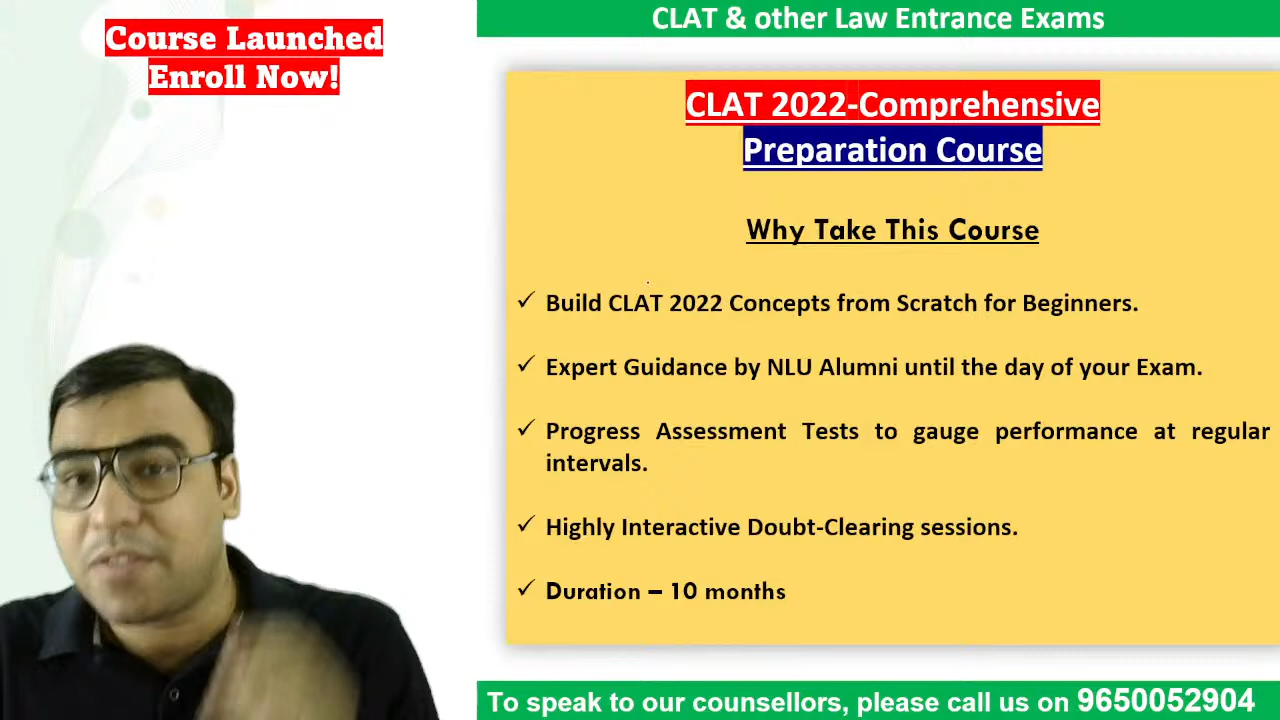 Course Launched
Enroll Now!
CLAT & other Law Entrance Exams
CLAT 2022-Comprehensive
Preparation Course
Why Take This Course
✓ Build CLAT 2022 Concepts from Scratch for Beginners.
✓ Expert Guidance by NLU Alumni until the day of your Exam.
✓ Progress Assessment Tests to gauge performance at regular
intervals.
✓ Highly Interactive Doubt-Clearing sessions.
✓ Duration – 10 months
To speak to our counsellors, please call us on 9650052904